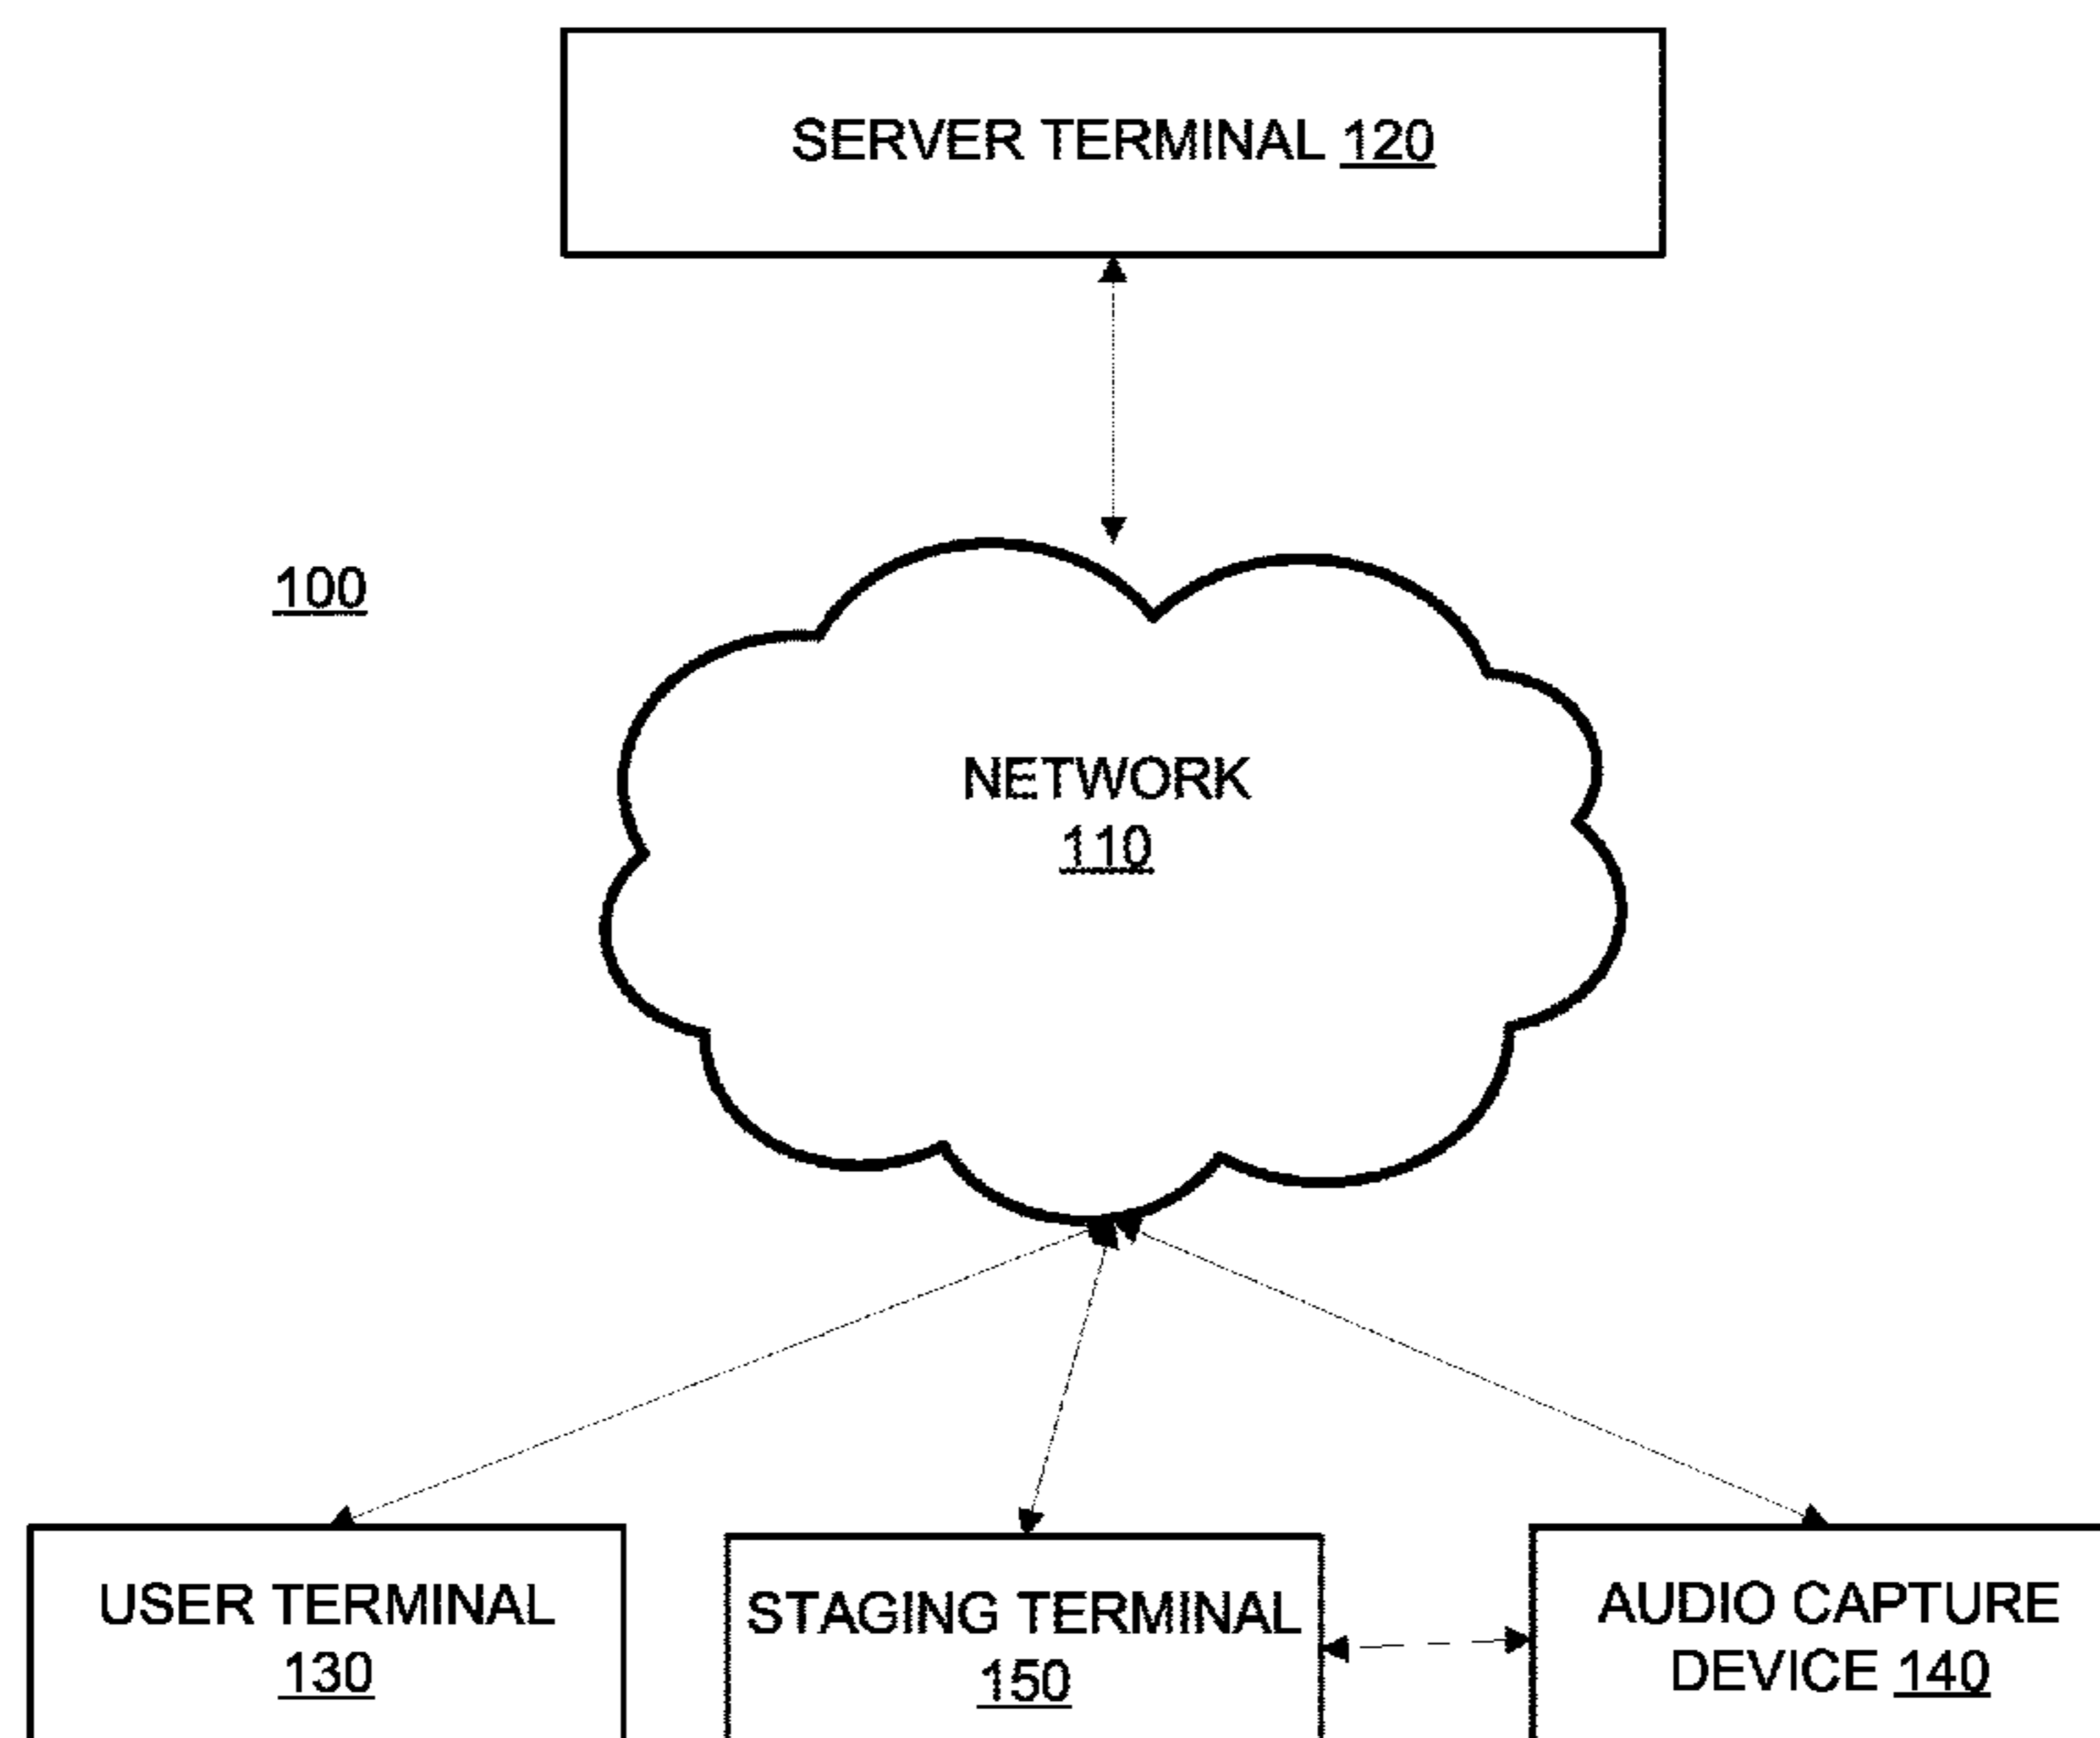 SERVER TERMINAL 120
100
NETWORK
110
USER TERMINAL
130
STAGING TERMINAL
150
AUDIO CAPTURE
DEVICE 140